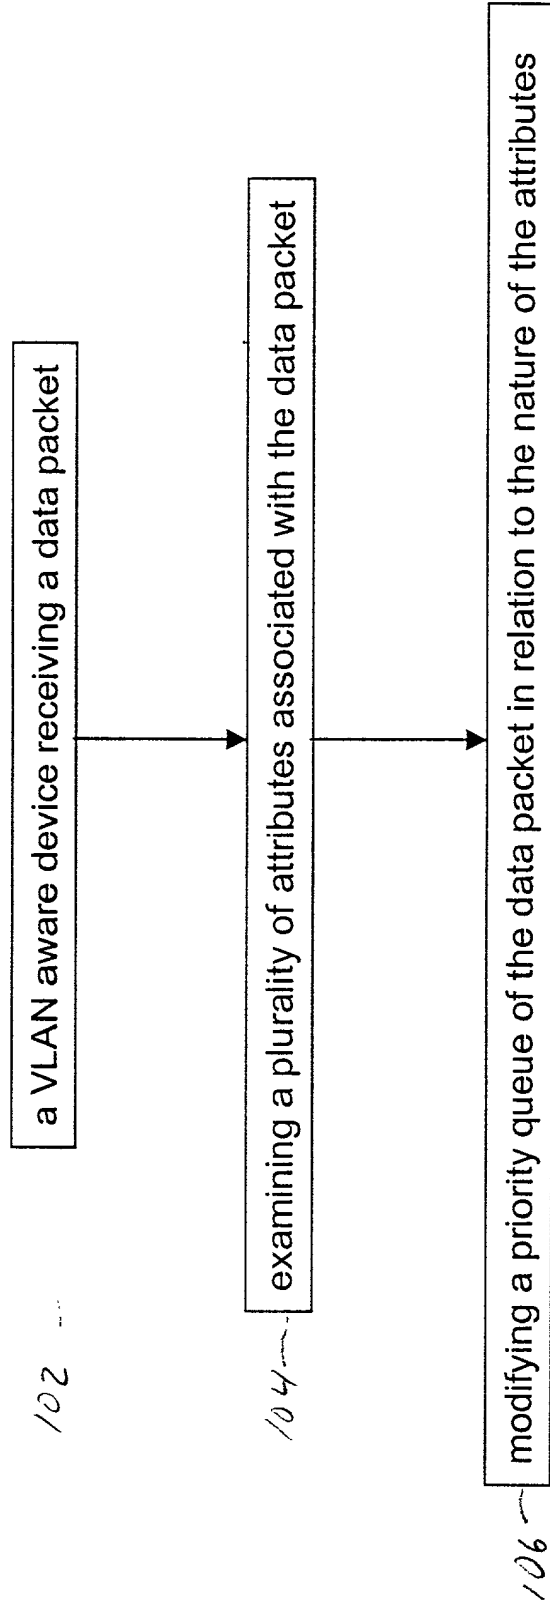 102
a VLAN aware device receiving a data packet
104
examining a plurality of attributes associated with the data packet
106
modifying a priority queue of the data packet in relation to the nature of the attributes